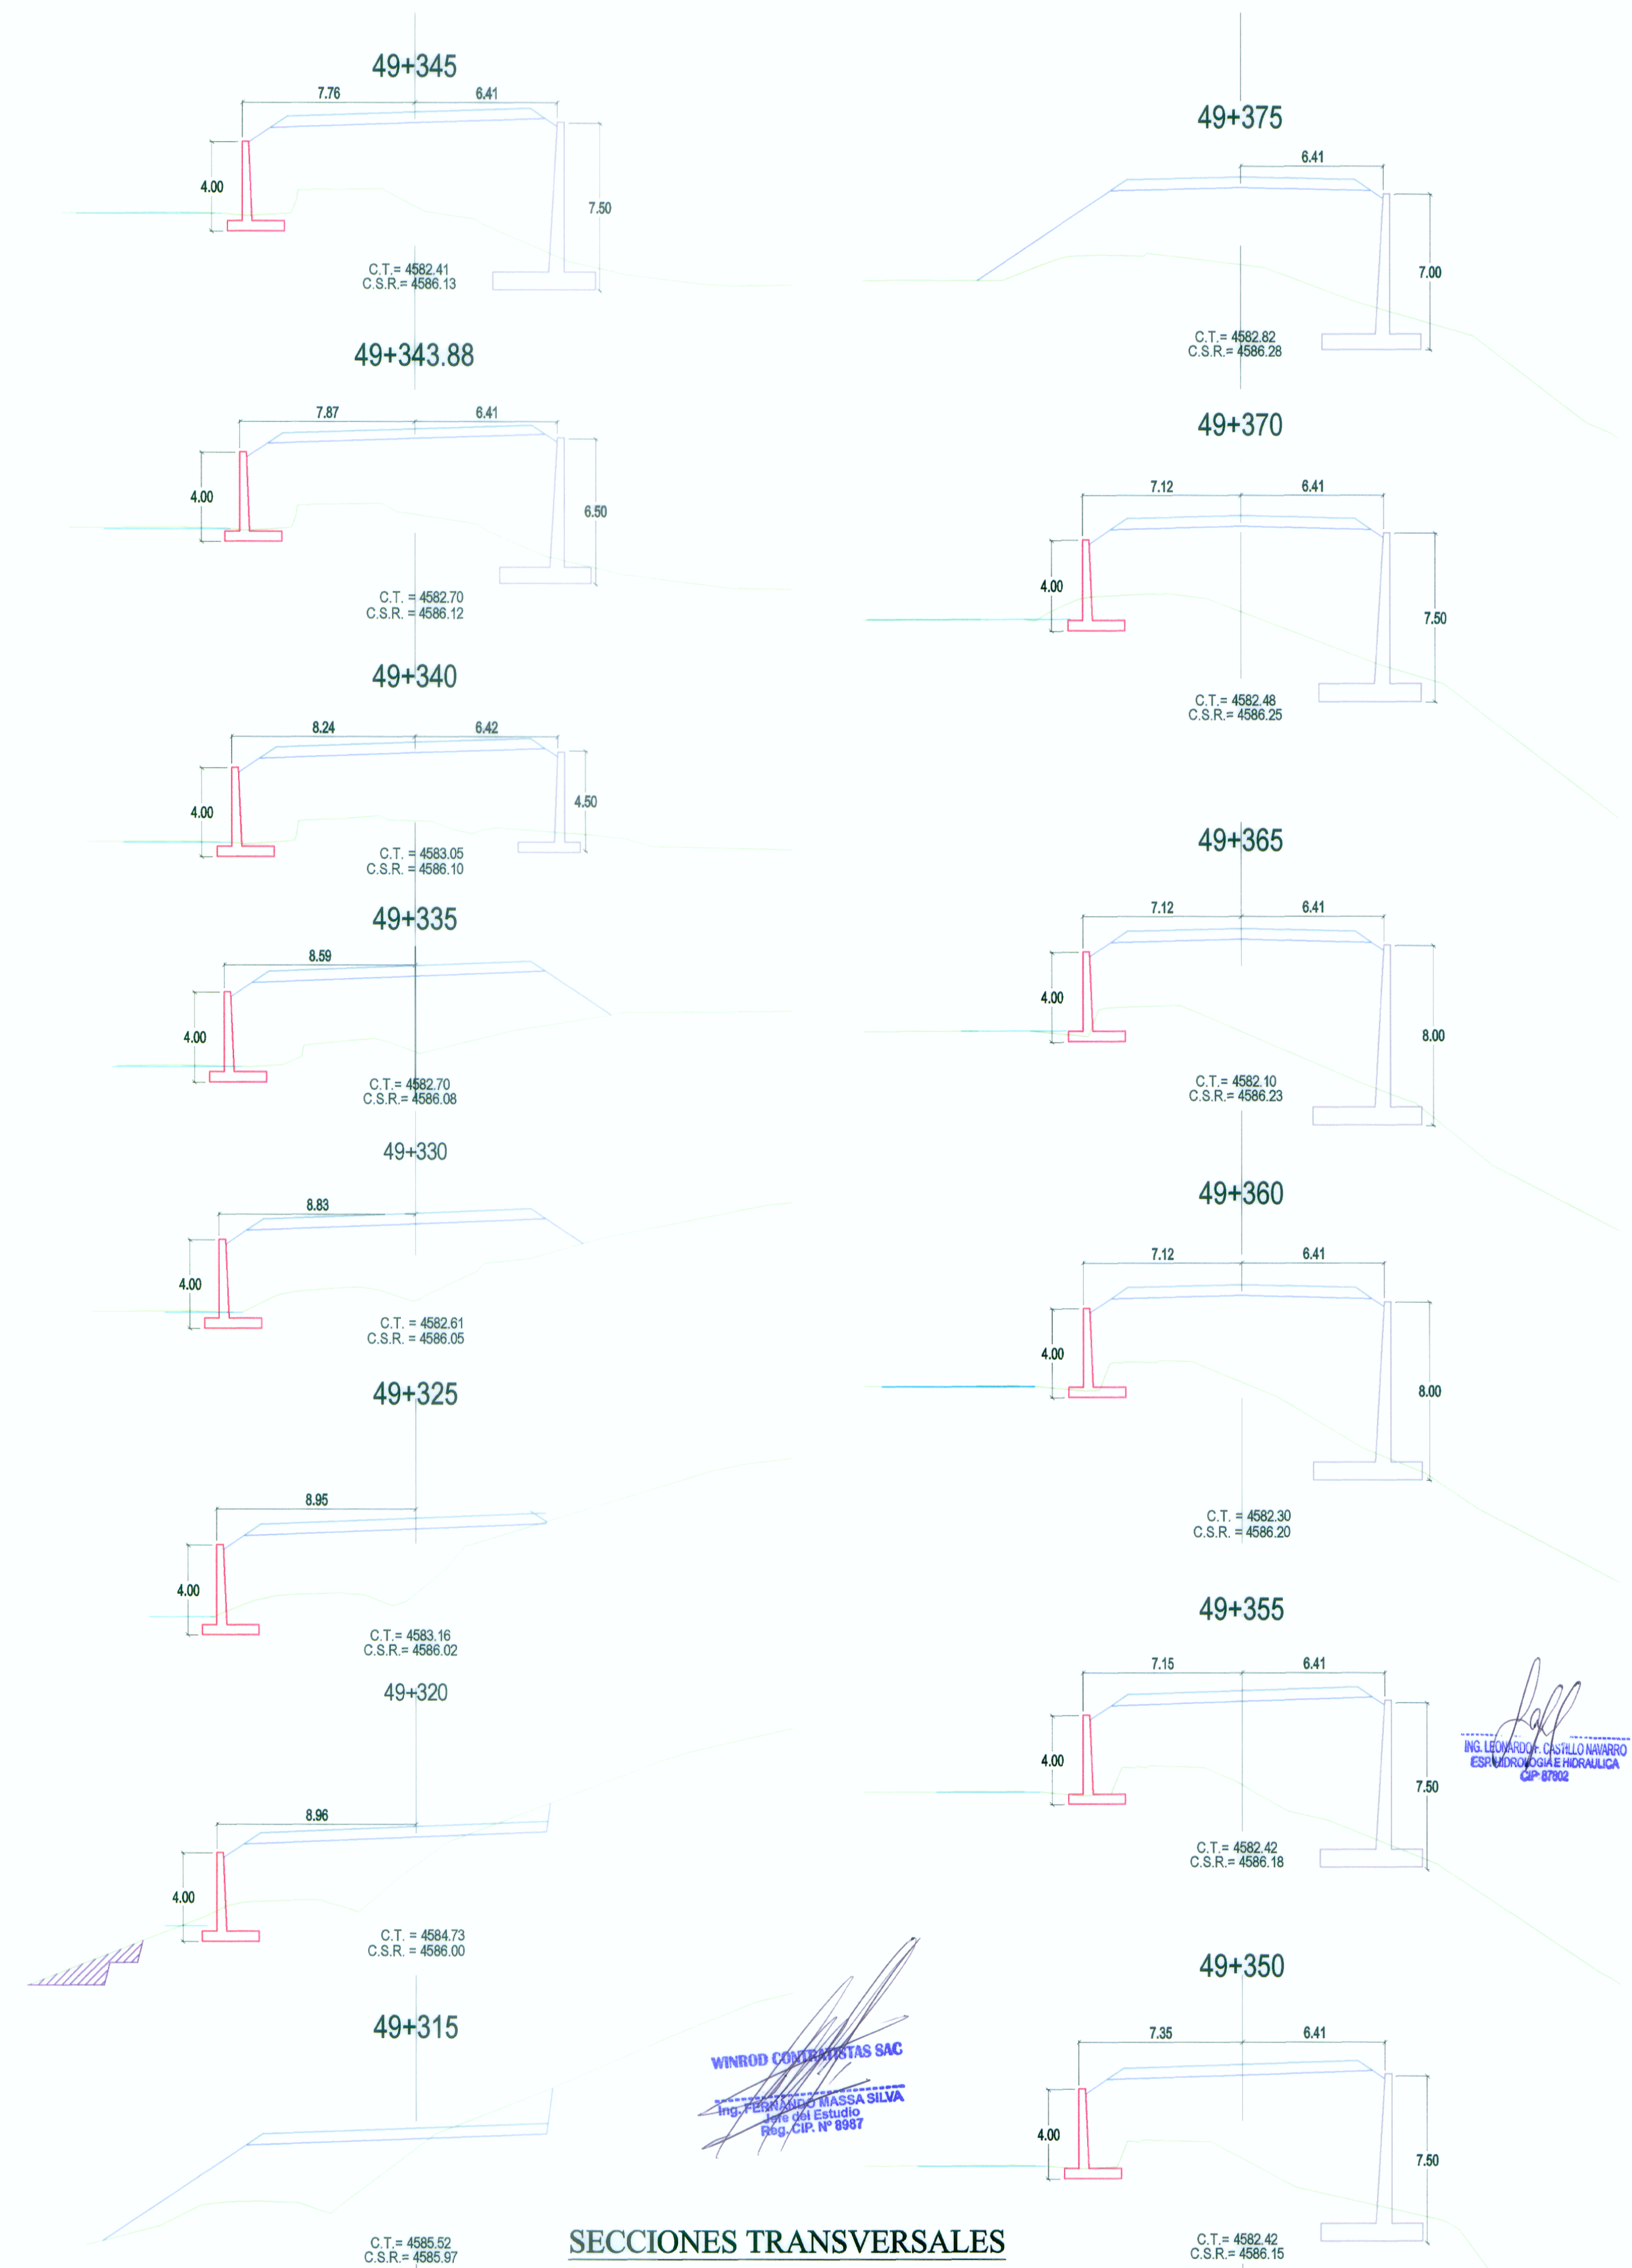 49+345
7.76
6.41
4.00
7.50
C.T.= 4582.41
C.S.R.= 4586.13
49+343.88
7.87
6.41
4.00
6.50
C.T. = 4582.70
C.S.R. = 4586.12
49+340
8.24
6.42
4.00
4.50
C.T. = 4583.05
C.S.R. = 4586.10
49+335
8.59
4.00
C.T.= 4582.70
C.S.R.= 4586.08
49+330
8.83
4.00
C.T. = 4582.61
C.S.R. = 4586.05
49+325
8.95
4.00
C.T.= 4583.16
C.S.R.= 4586.02
49+320
8.96
4.00
C.T. = 4584.73
C.S.R. = 4586.00
49+315
C.T.= 4585.52
C.S.R.= 4585.97
49+375
6.41
7.00
C.T.= 4582.82
C.S.R.= 4586.28
49+370
7.12
6.41
4.00
7.50
C.T.= 4582.48
C.S.R.= 4586.25
49+365
7.12
6.41
4.00
8.00
C.T.= 4582.10
C.S.R.= 4586.23
49+360
7.12
6.41
4.00
8.00
C.T. = 4582.30
C.S.R. = 4586.20
49+355
7.15
6.41
4.00
7.50
C.T.= 4582.42
C.S.R.= 4586.18
ING. LEONARDO F. CASTILLO NAVARRO
ESP. HIDROLOGIA E HIDRAULICA
CIP 87802
49+350
7.35
6.41
4.00
7.50
C.T.= 4582.42
C.S.R.= 4586.15
WINROD CONTRATISTAS SAC
Ing. FERNANDO MASSA SILVA
Jefe del Estudio
Reg. CIP. Nº 8987
SECCIONES TRANSVERSALES